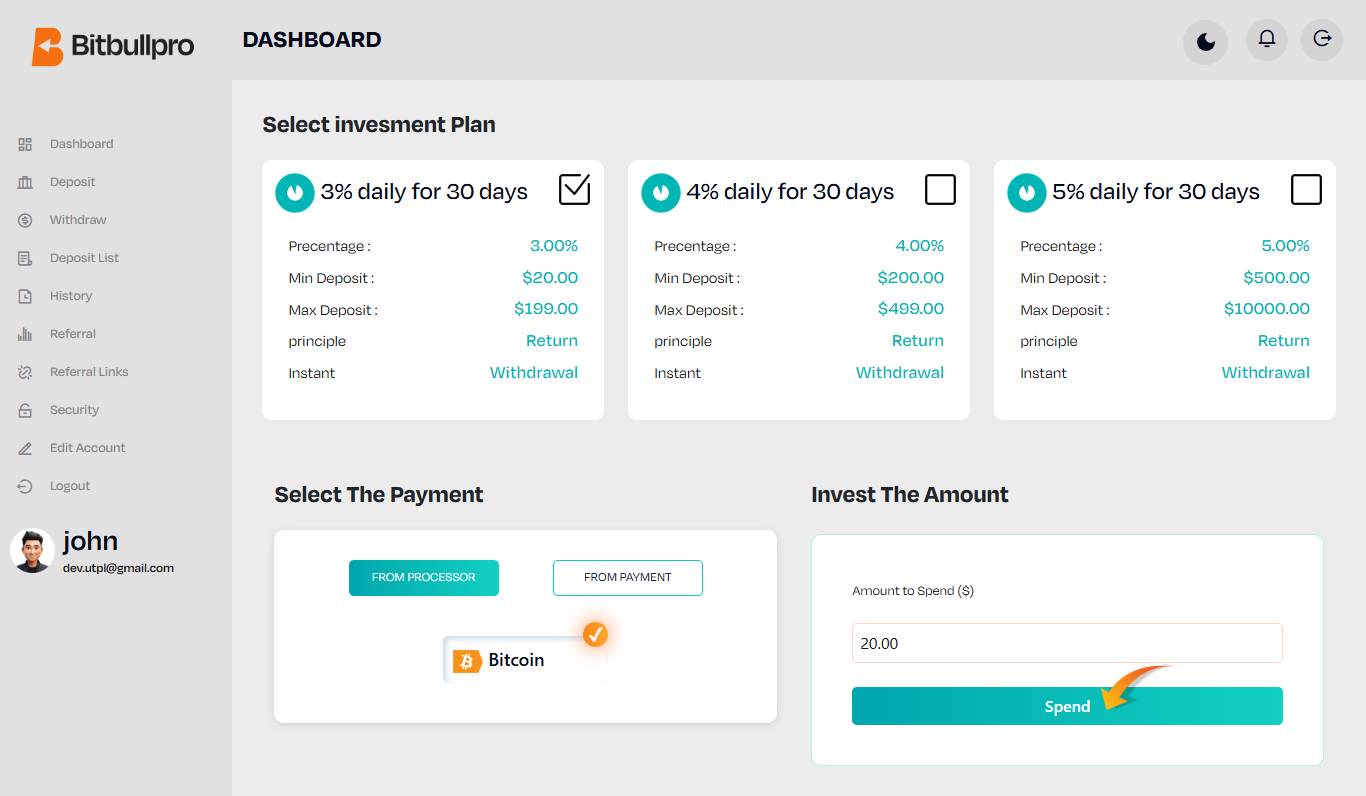 Bitbullpro
DASHBOARD
Dashboard
Deposit
Withdraw
Deposit List
History
Referral
Referral Links
Security
Edit Account
Logout
john
dev.utpl@gmail.com
Select invesment Plan
3% daily for 30 days
Precentage : 3.00%
Min Deposit : $20.00
Max Deposit : $199.00
principle Return
Instant Withdrawal
4% daily for 30 days
Precentage : 4.00%
Min Deposit : $200.00
Max Deposit : $499.00
principle Return
Instant Withdrawal
5% daily for 30 days
Precentage : 5.00%
Min Deposit : $500.00
Max Deposit : $10000.00
principle Return
Instant Withdrawal
Select The Payment
FROM PROCESSOR
FROM PAYMENT
Bitcoin
Invest The Amount
Amount to Spend ($)
20.00
Spend